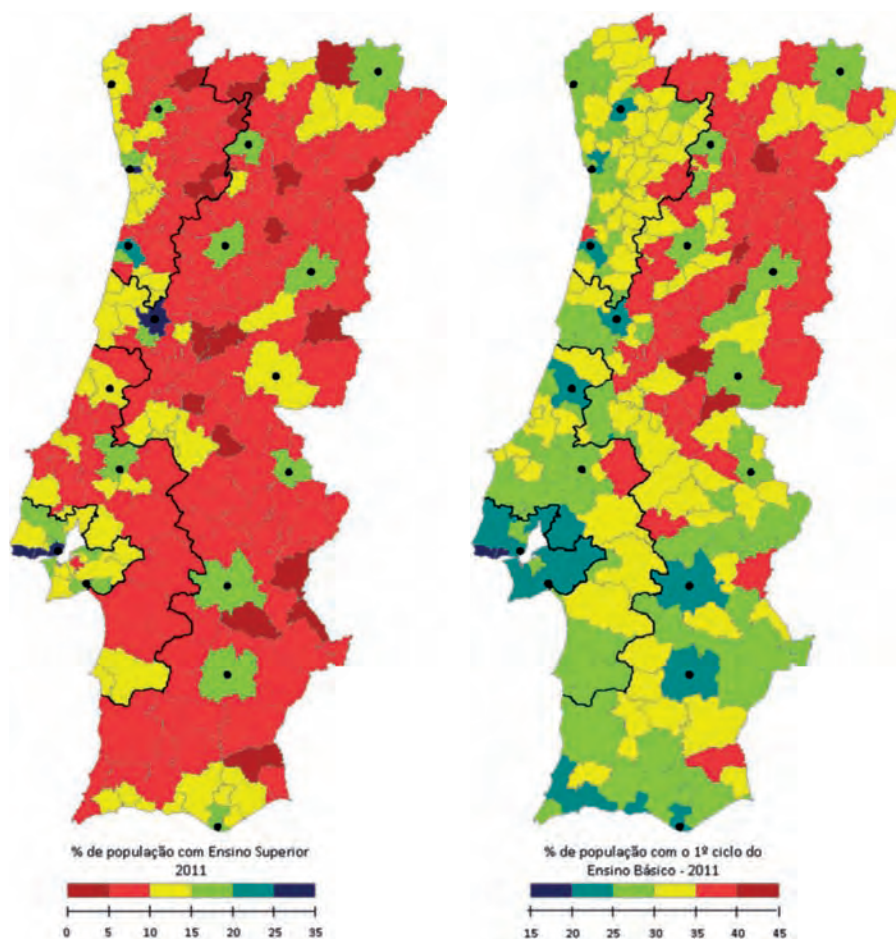 % de população com Ensino Superior
2011
0 5 10 15 20 25 35
% de população com o 1º ciclo do
Ensino Básico - 2011
15 20 25 30 35 40 45